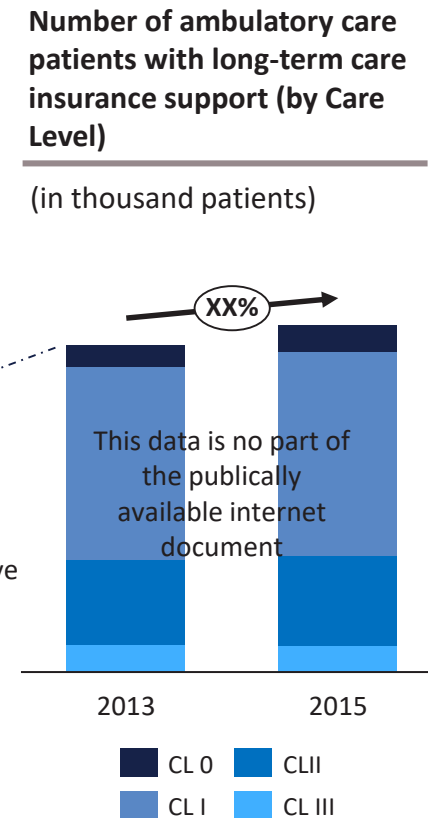 Number of ambulatory care
patients with long-term care
insurance support (by Care
Level)
(in thousand patients)
XX%
This data is no part of
the publically
available internet
document
ve
2013 2015
CL 0 CLII
CL I CL III